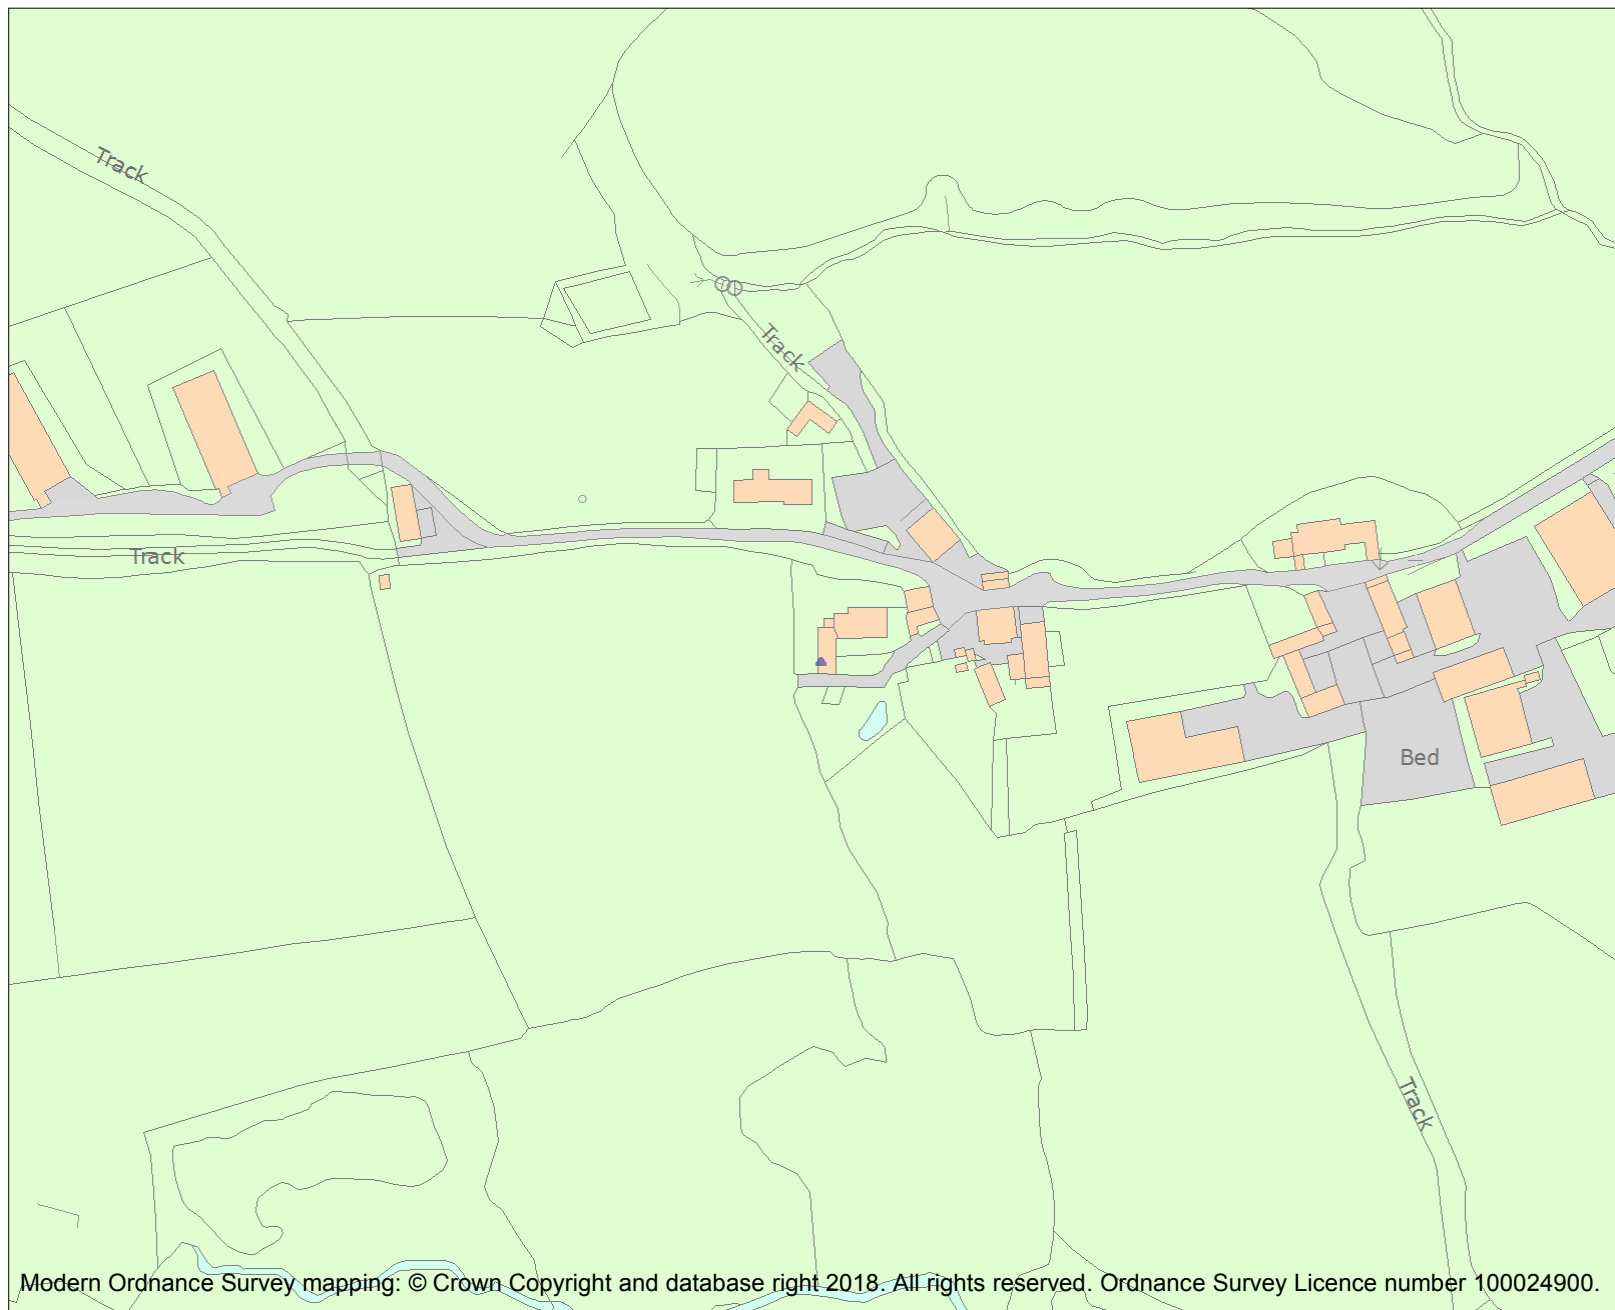 Track
Track
Track
Bed
Track
Modern Ordnance Survey mapping: © Crown Copyright and database right 2018. All rights reserved. Ordnance Survey Licence number 100024900.